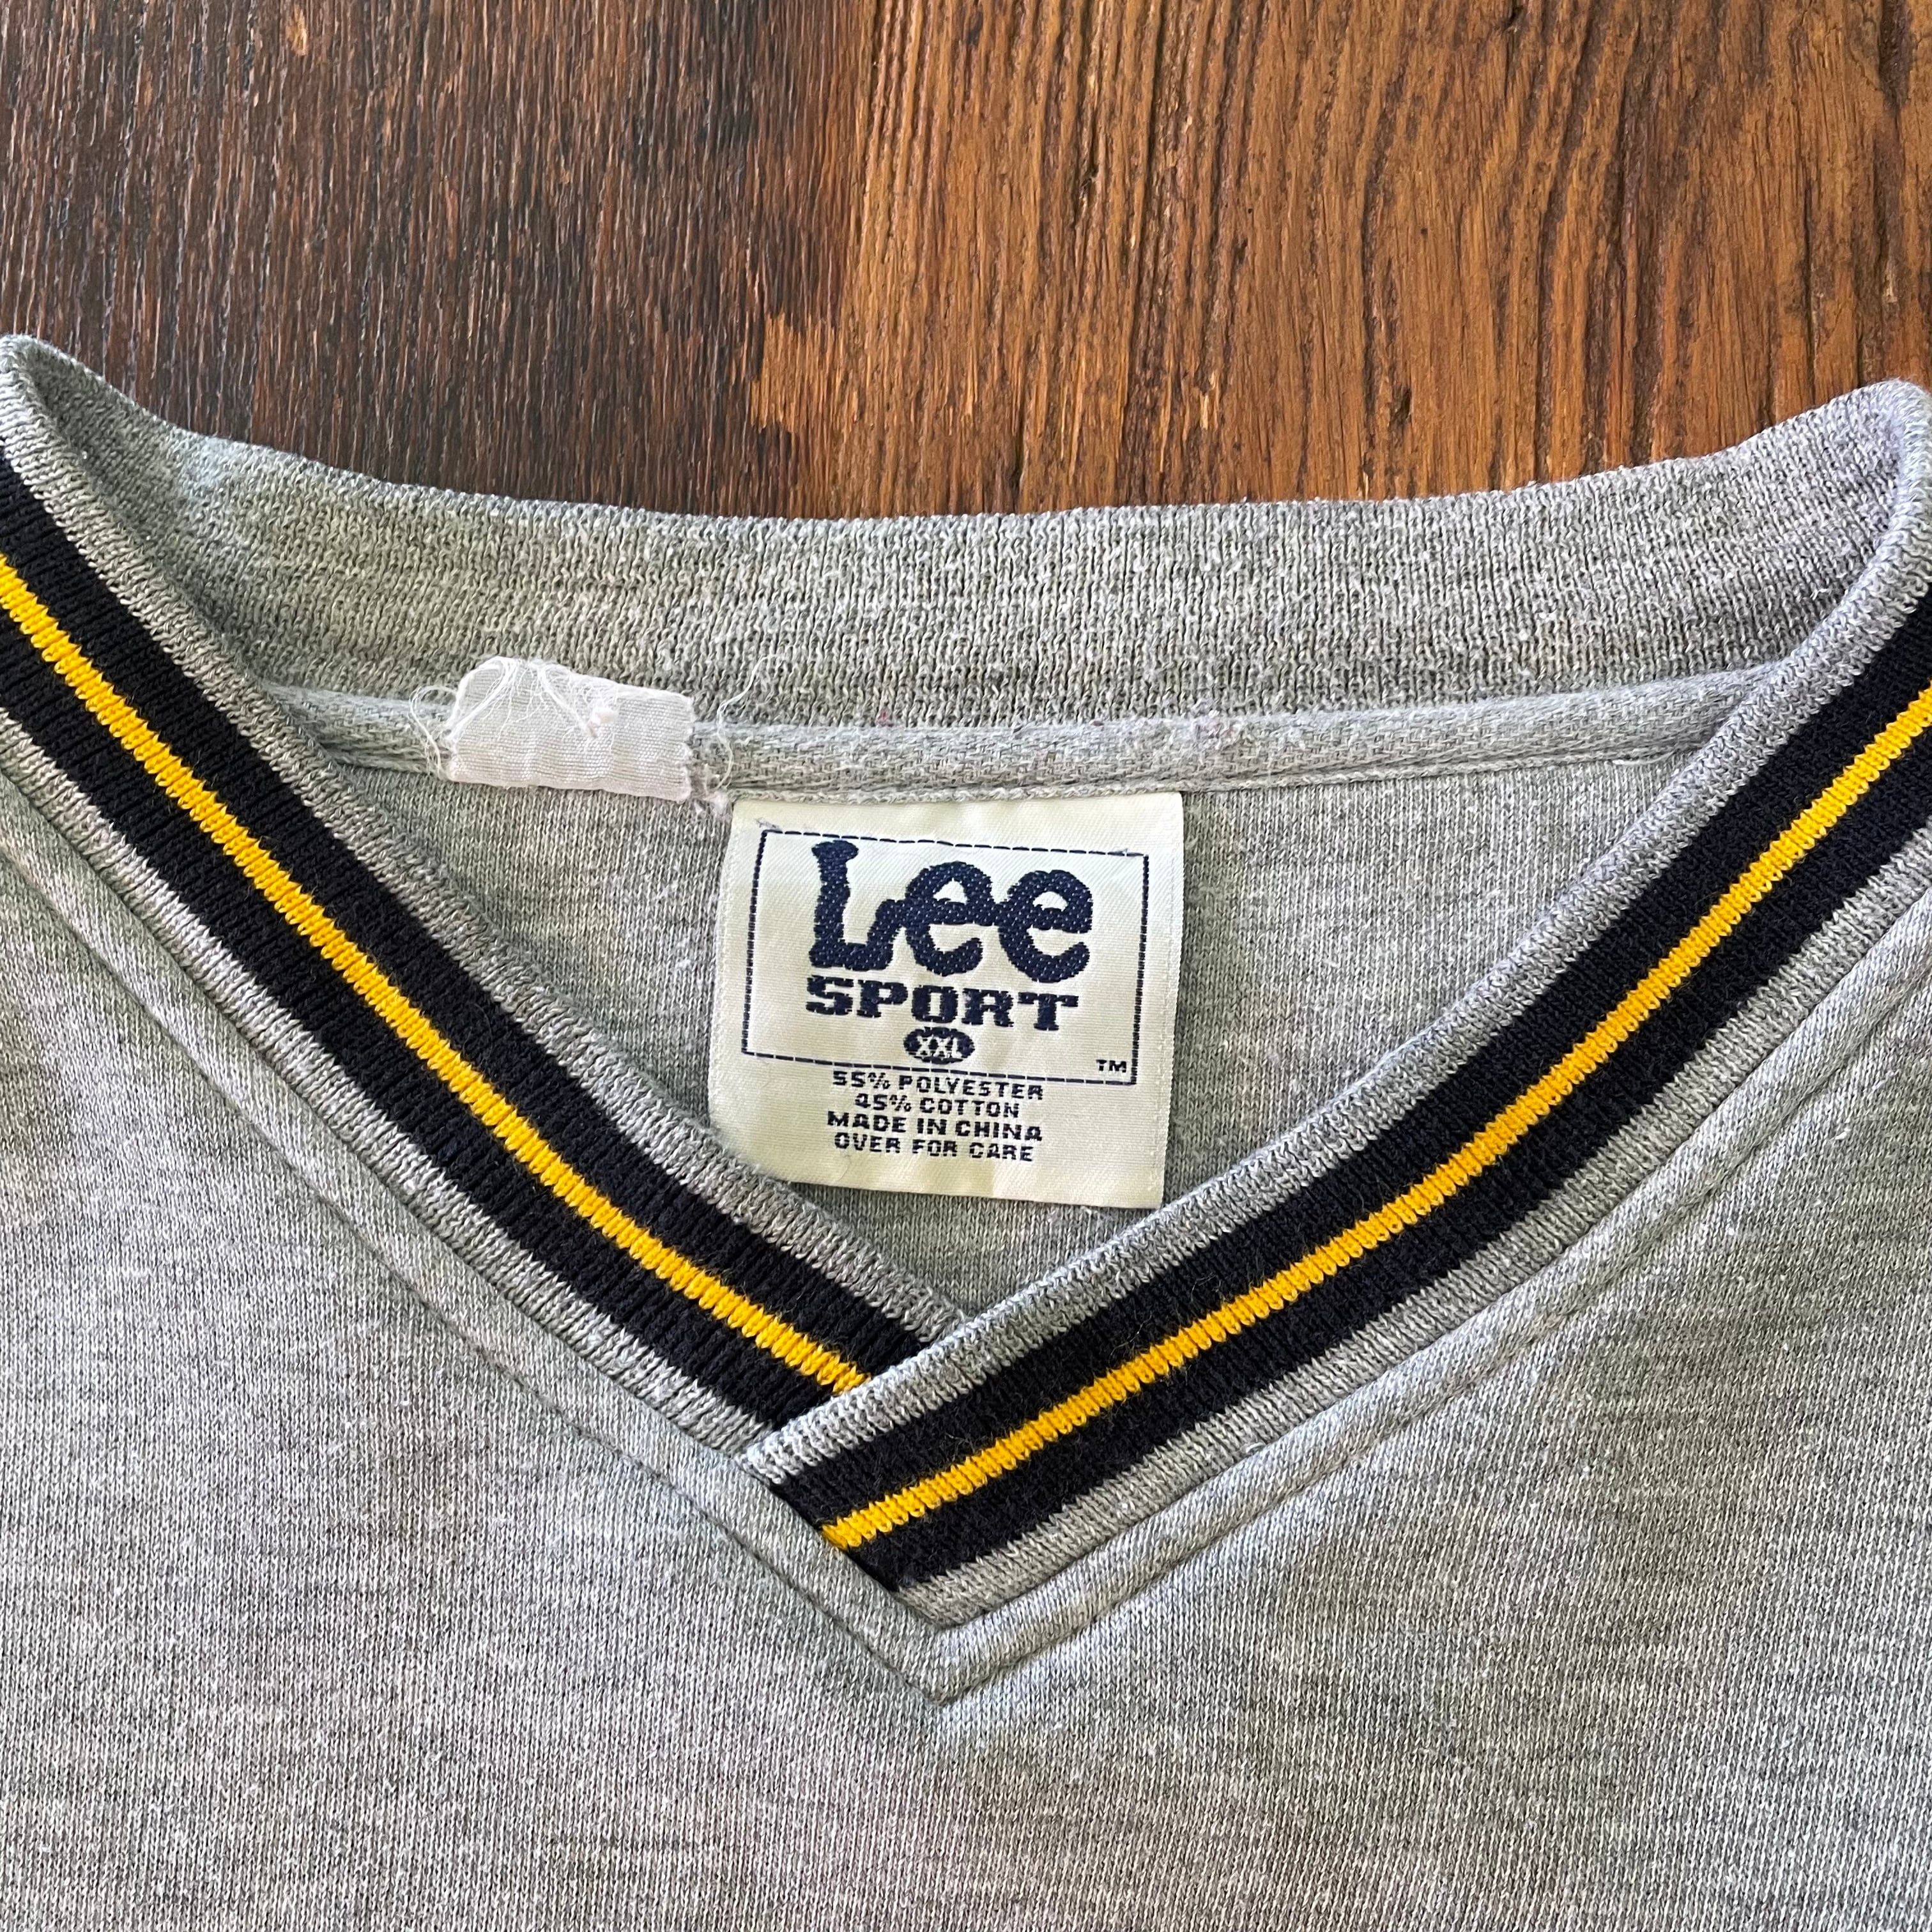 Lee
SPORT
XXL
TM
55% POLYESTER
45% COTTON
MADE IN CHINA
OVER FOR CARE